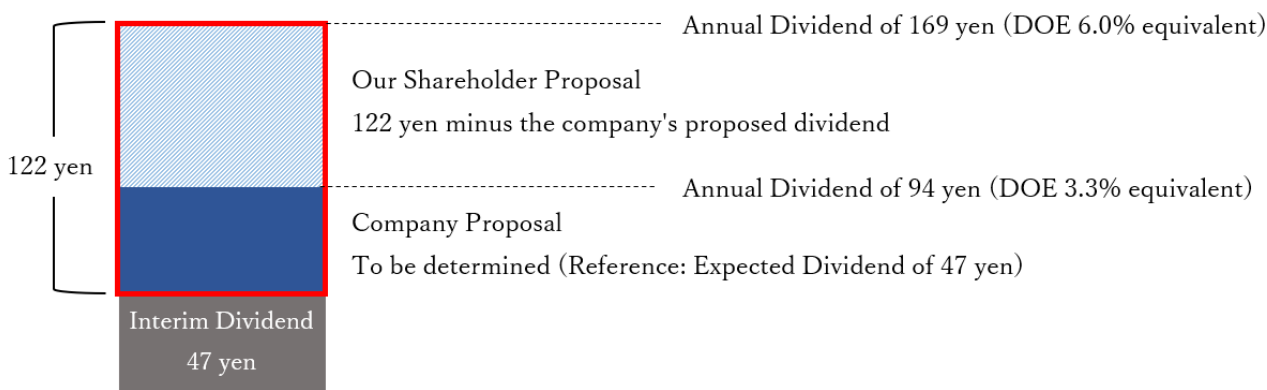 Annual Dividend of 169 yen (DOE 6.0% equivalent)
Our Shareholder Proposal
122 yen minus the company's proposed dividend
122 yen
Annual Dividend of 94 yen (DOE 3.3% equivalent)
Company Proposal
To be determined (Reference: Expected Dividend of 47 yen)
Interim Dividend
47 yen